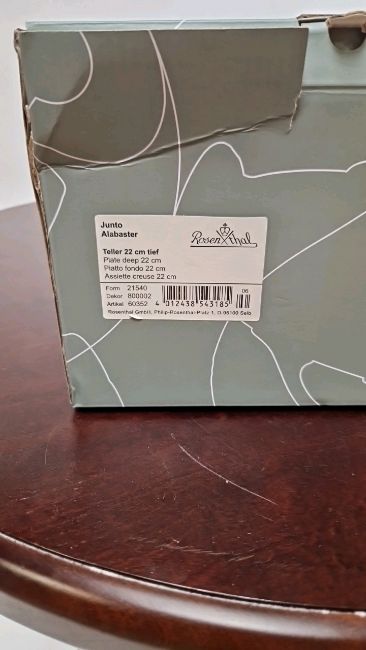 Junto
Alabaster
Rosenthal
Teller 22 cm tief
Plate deep 22 cm
Piatto fondo 22 cm
Assiette creuse 22 cm
Form 21540
06
Dekor 800002
Artikel 60352
4 012438 543185
Rosenthal GmbH, Philip-Rosenthal-Platz 1, D-95100 Selb